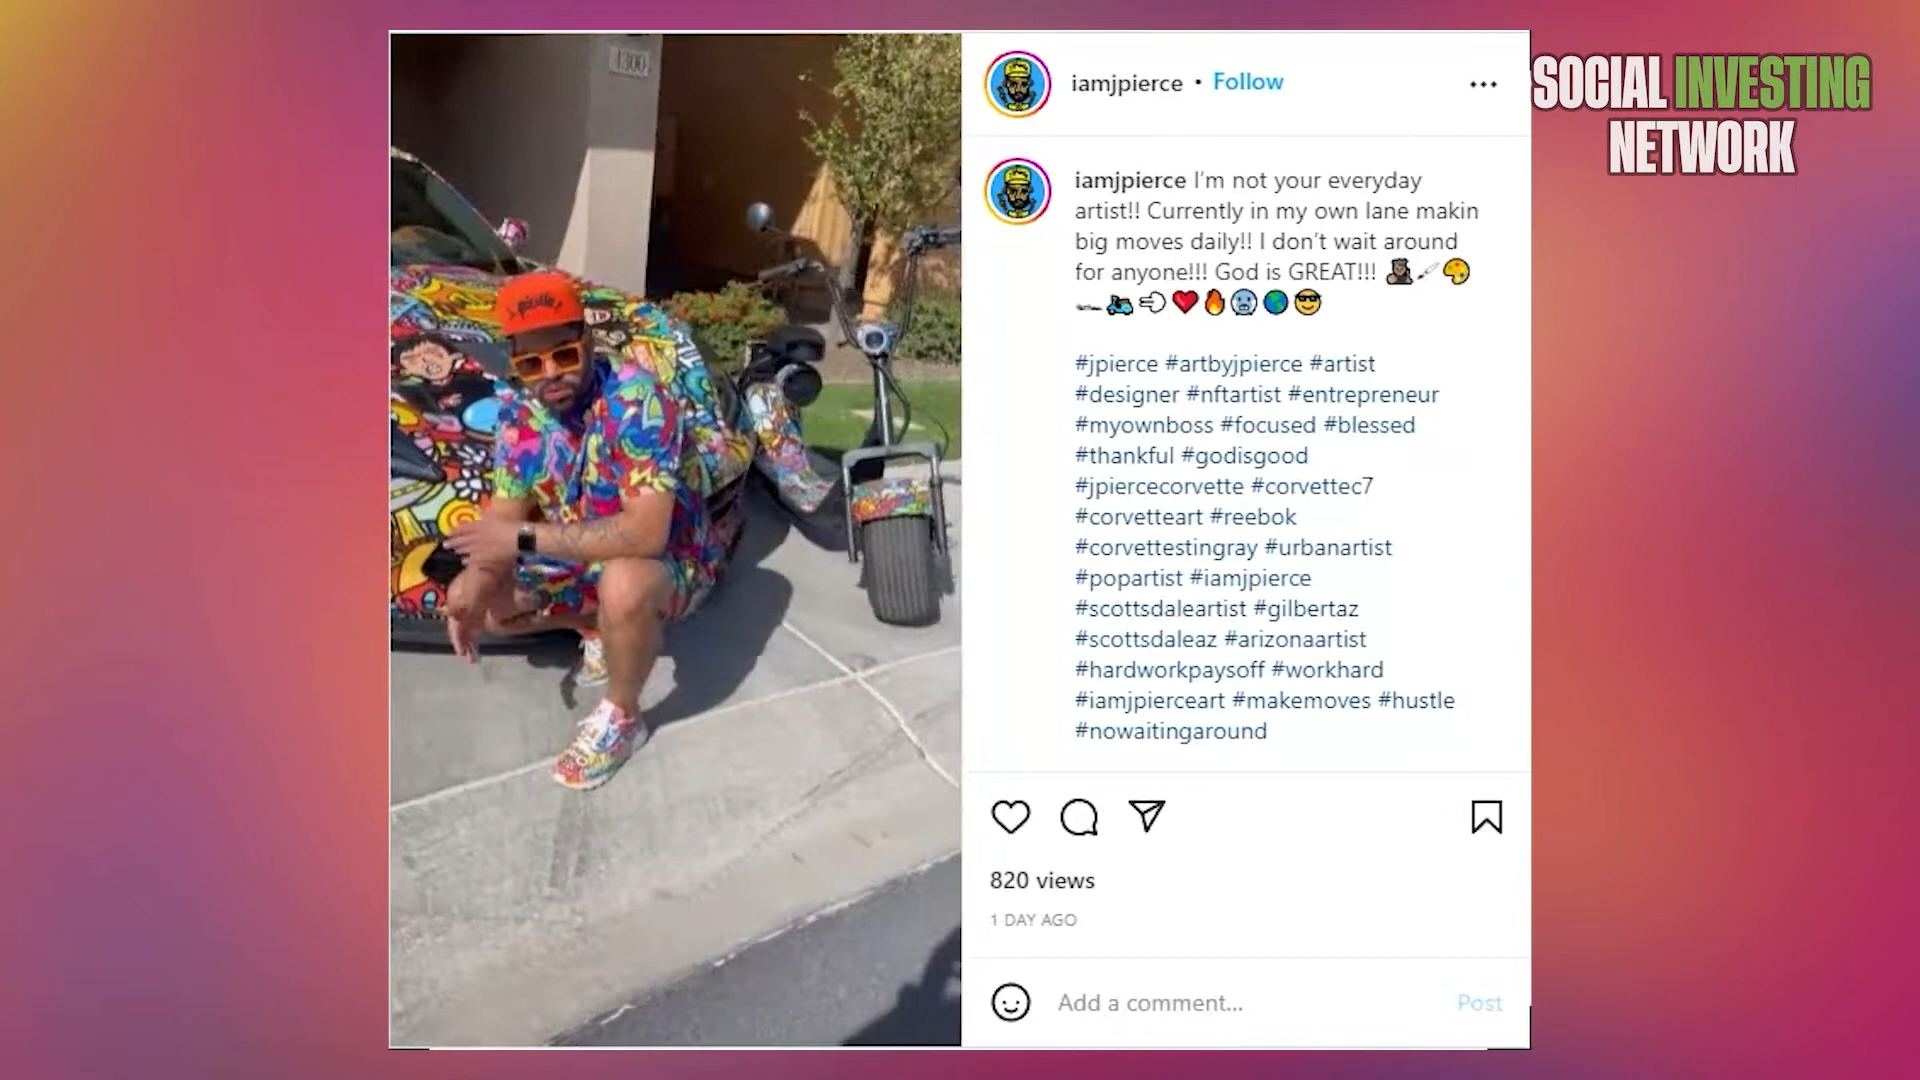 1300
iamjpierce • Follow
SOCIAL INVESTING
NETWORK
iamjpierce I'm not your everyday
artist!! Currently in my own lane makin
big moves daily!! I don't wait around
for anyone!!! God is GREAT!!!
#jpierce #artbyjpierce #artist
#designer #nftartist #entrepreneur
#myownboss #focused #blessed
#thankful #godisgood
#jpiercecorvette #corvettec7
#corvetteart #reebok
#corvettestingray #urbanartist
#popartist #iamjpierce
#scottsdaleartist #gilbertaz
#scottsdaleaz #arizonaartist
#hardworkpaysoff #workhard
#iamjpierceart #makemoves #hustle
#nowaitingaround
820 views
1 DAY AGO
Add a comment...
Post